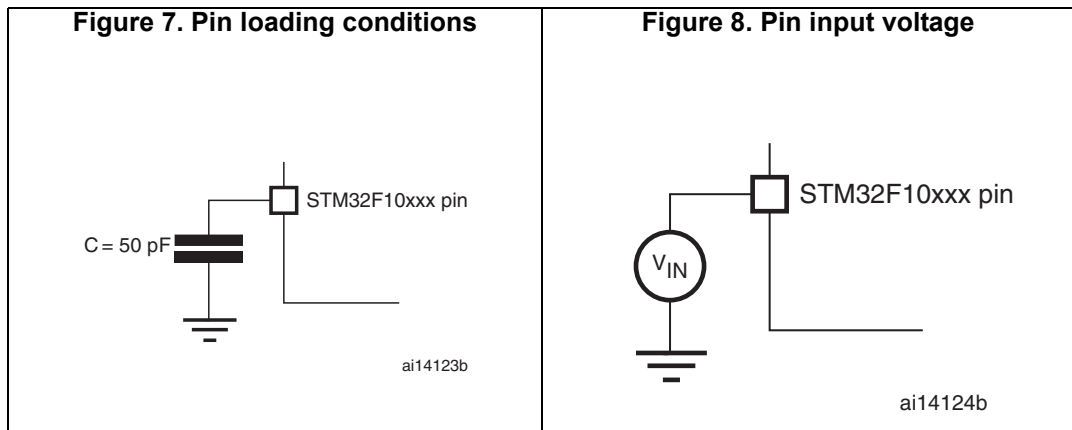 Figure 7. Pin loading conditions
STM32F10xxx pin
C = 50 pF
ai14123b
Figure 8. Pin input voltage
STM32F10xxx pin
VIN
ai14124b